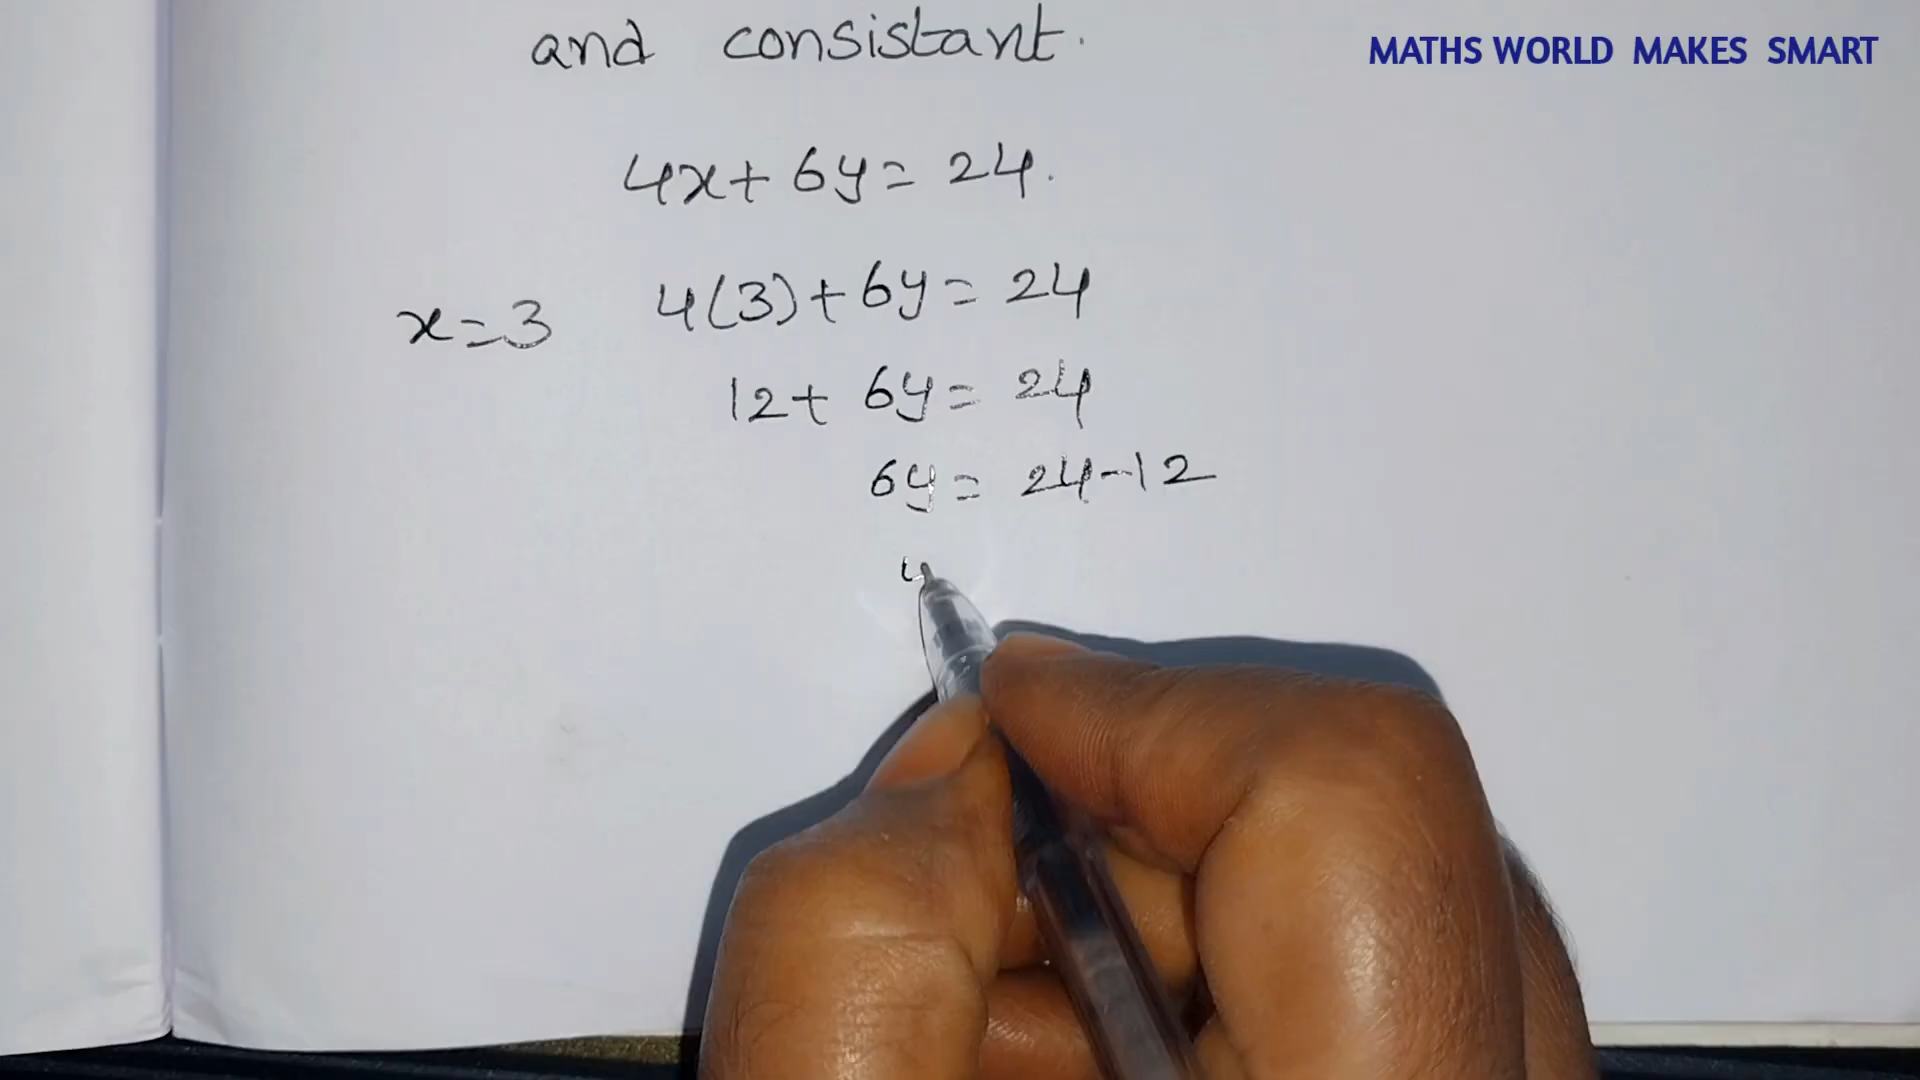 and consistant.
MATHS WORLD MAKES SMART
4x + 6y = 24.
x = 3 4(3) + 6y = 24
12 + 6y = 24
6y = 24 - 12
y